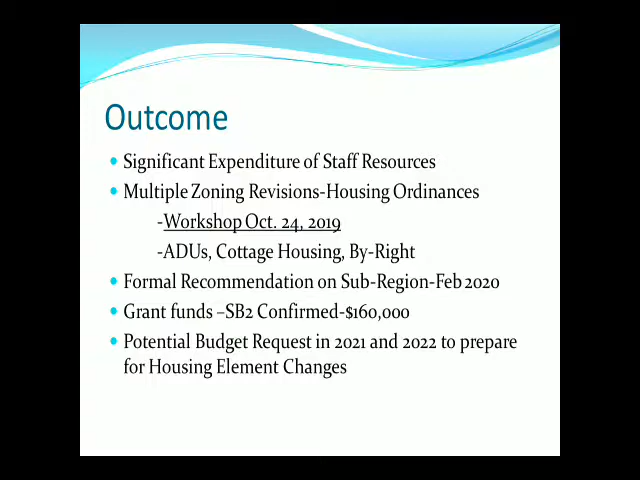 Outcome
• Significant Expenditure of Staff Resources
• Multiple Zoning Revisions-Housing Ordinances
-Workshop Oct. 24, 2019
-ADUs, Cottage Housing, By-Right
• Formal Recommendation on Sub-Region-Feb 2020
• Grant funds –SB2 Confirmed-$160,000
• Potential Budget Request in 2021 and 2022 to prepare
for Housing Element Changes